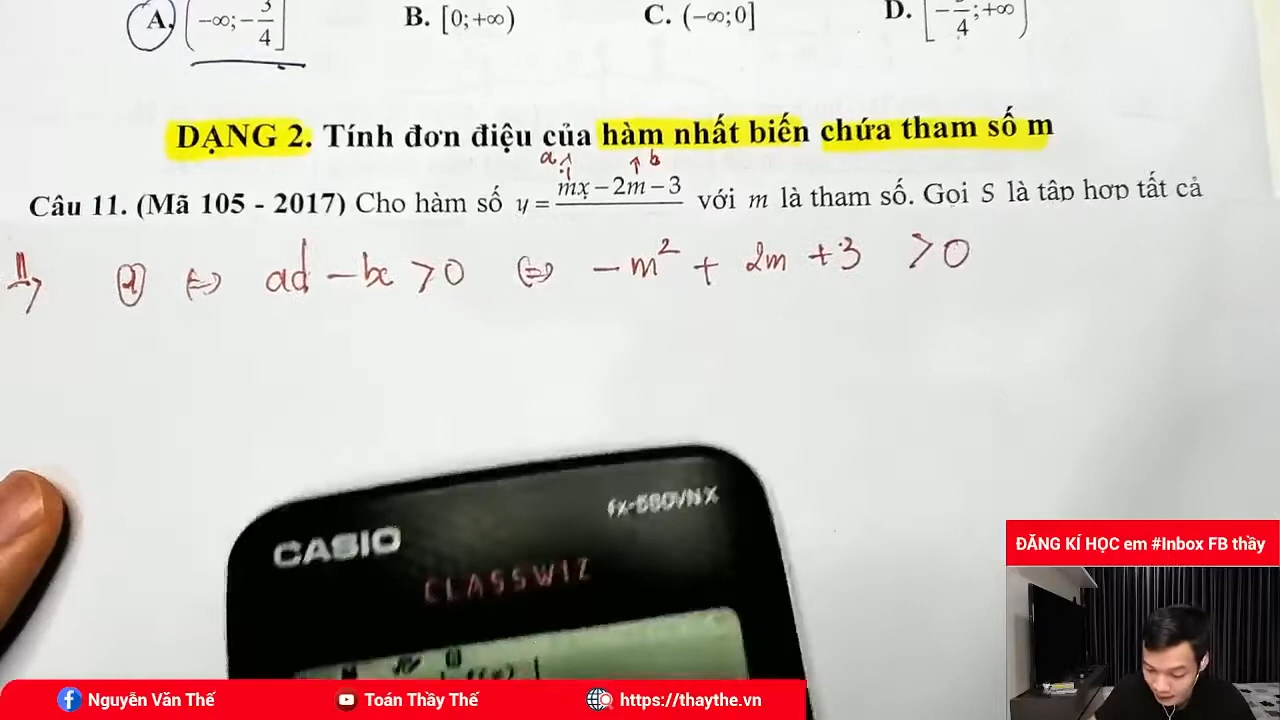 A. (-∞;-3/4] B. [0;+∞) C. (-∞;0] D. [-3/4;+∞)
DẠNG 2. Tính đơn điệu của hàm nhất biến chứa tham số m
a b
Câu 11. (Mã 105 - 2017) Cho hàm số y = mx - 2m - 3 với m là tham số. Gọi S là tập hợp tất cả
⇔ ad - bc > 0 ⇔ -m² + 2m + 3 > 0
fx-580VNX
CASIO
CLASSWIZ
ĐĂNG KÍ HỌC em #Inbox FB thầy
Nguyễn Văn Thế Toán Thầy Thế https://thaythe.vn